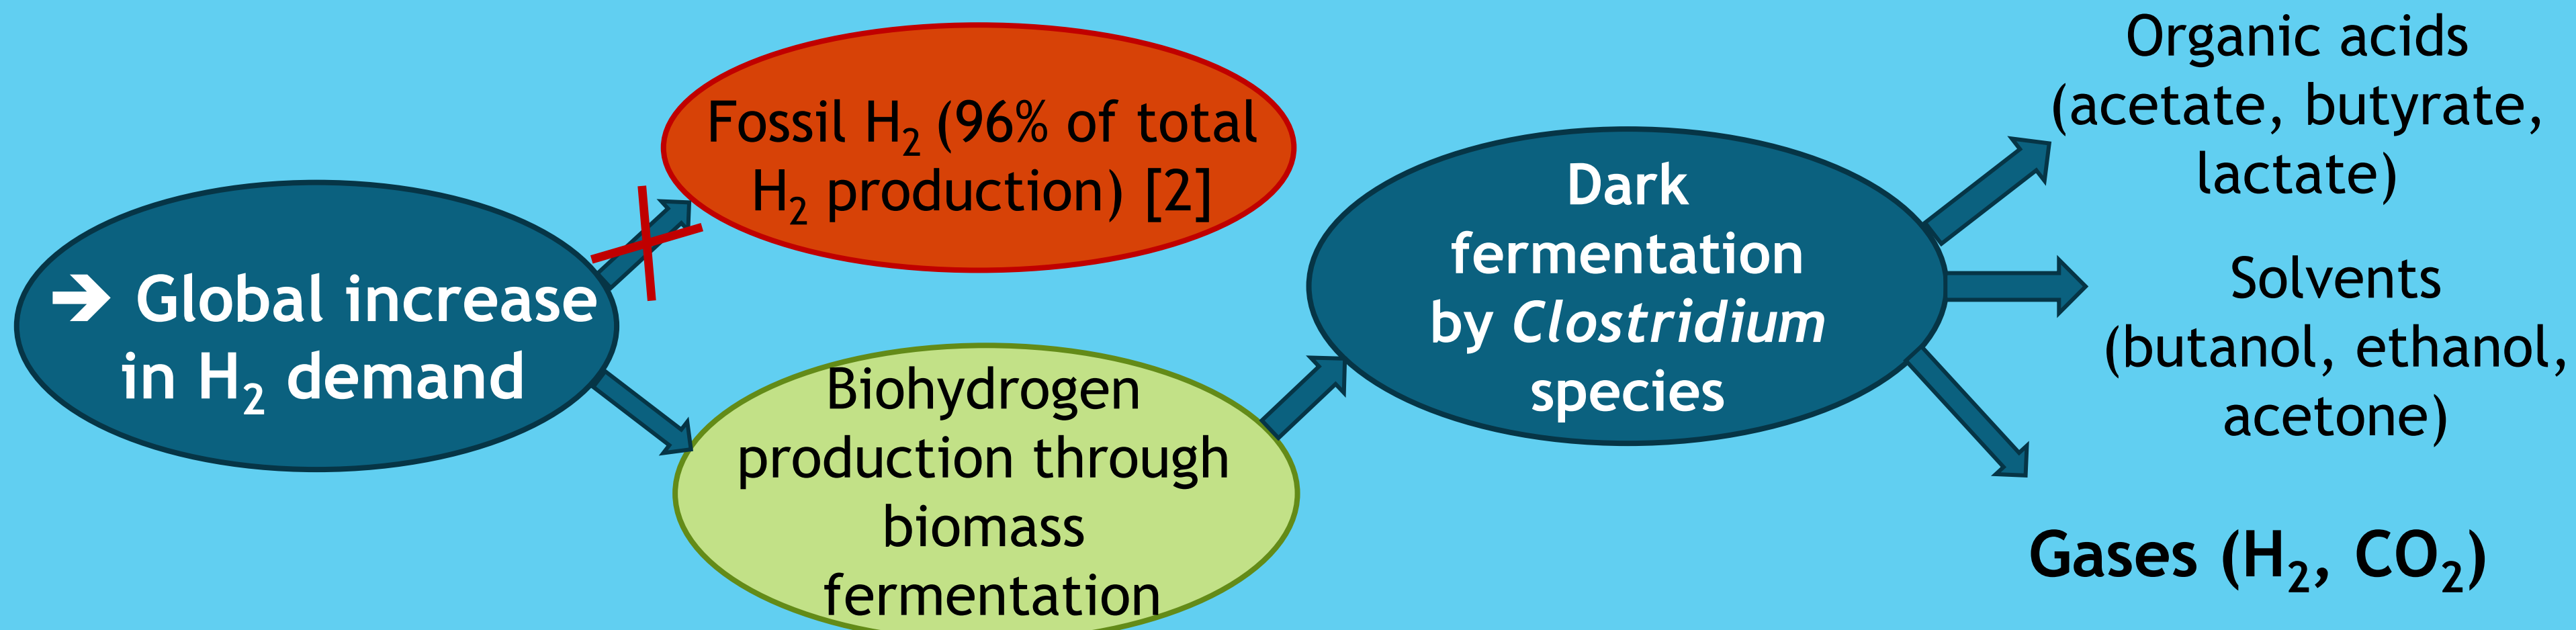 ➔ Global increase
in H₂ demand
Fossil H₂ (96% of total
H₂ production) [2]
Biohydrogen
production through
biomass
fermentation
Dark
fermentation
by Clostridium
species
Organic acids
(acetate, butyrate,
lactate)
Solvents
(butanol, ethanol,
acetone)
Gases (H₂, CO₂)